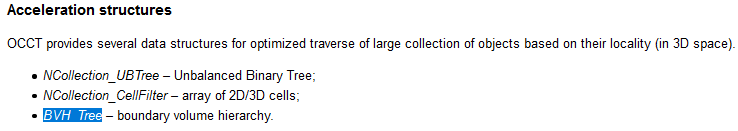 Acceleration structures
OCCT provides several data structures for optimized traverse of large collection of objects based on their locality (in 3D space).
• NCollection_UBTree – Unbalanced Binary Tree;
• NCollection_CellFilter – array of 2D/3D cells;
• BVH_Tree – boundary volume hierarchy.